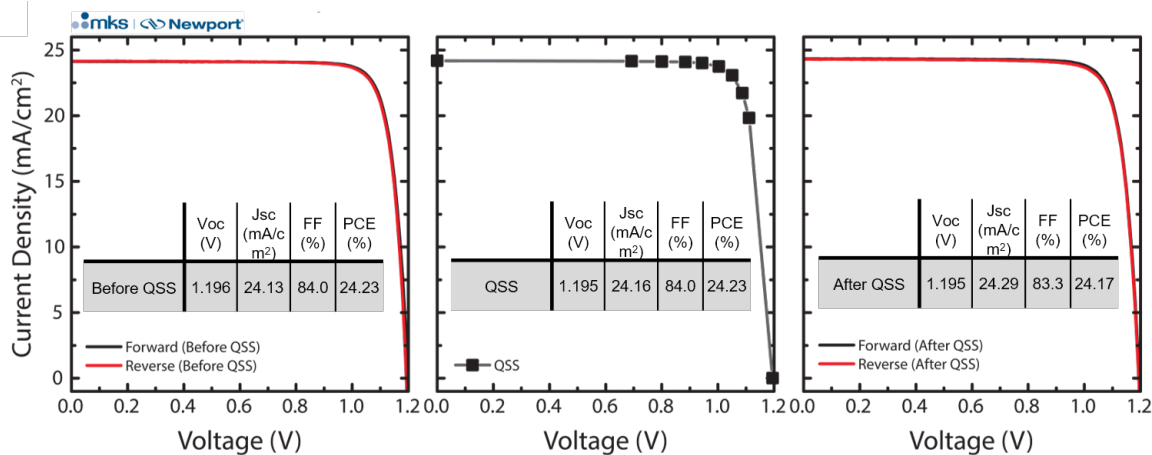 mks | Newport®
Current Density (mA/cm²)
25
20
15
10
5
0
Voc
(V)
Jsc
(mA/c
m²)
FF
(%)
PCE
(%)
Before QSS 1.196 24.13 84.0 24.23
Forward (Before QSS)
Reverse (Before QSS)
0.0 0.2 0.4 0.6 0.8 1.0 1.2
Voltage (V)
Voc
(V)
Jsc
(mA/c
m²)
FF
(%)
PCE
(%)
QSS 1.195 24.16 84.0 24.23
QSS
0.0 0.2 0.4 0.6 0.8 1.0 1.2
Voltage (V)
Voc
(V)
Jsc
(mA/c
m²)
FF
(%)
PCE
(%)
After QSS 1.195 24.29 83.3 24.17
Forward (After QSS)
Reverse (After QSS)
0.0 0.2 0.4 0.6 0.8 1.0 1.2
Voltage (V)